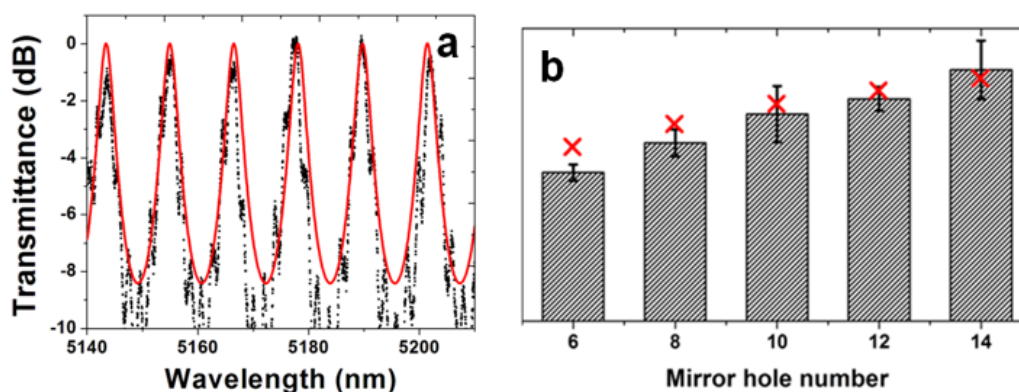 a
0
-2
-4
-6
-8
-10
Transmittance (dB)
5140 5160 5180 5200
Wavelength (nm)
b
6 8 10 12 14
Mirror hole number